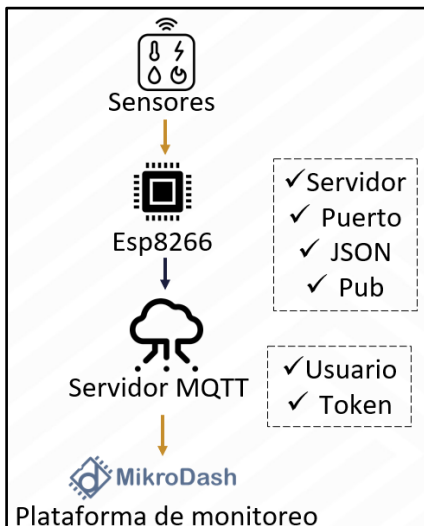 Sensores
Esp8266
✓Servidor
✓ Puerto
✓ JSON
✓ Pub
Servidor MQTT
✓Usuario
✓ Token
MikroDash
Plataforma de monitoreo